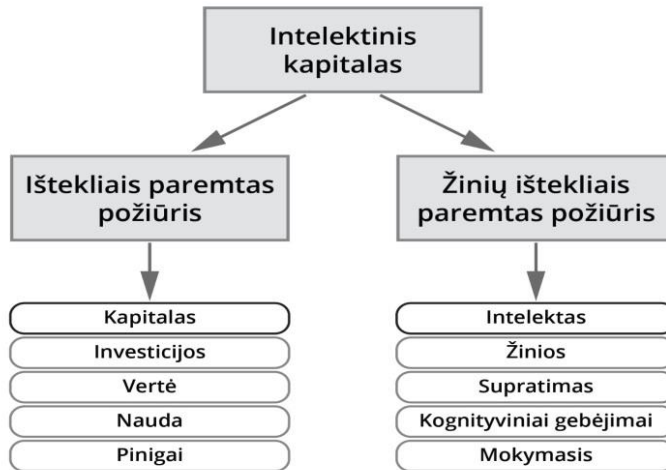 Intelektinis
kapitalas
Ištekliais paremtas
požiūris
Žinių ištekliais
paremtas požiūris
Kapitalas
Investicijos
Vertė
Nauda
Pinigai
Intelektas
Žinios
Supratimas
Kognityviniai gebėjimai
Mokymasis